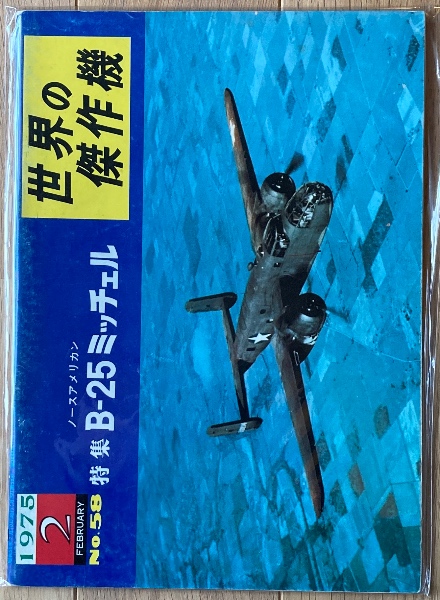 世界の
傑作機
ノースアメリカン
特集 B-25ミッチェル
1975
2
FEBRUARY
No.58